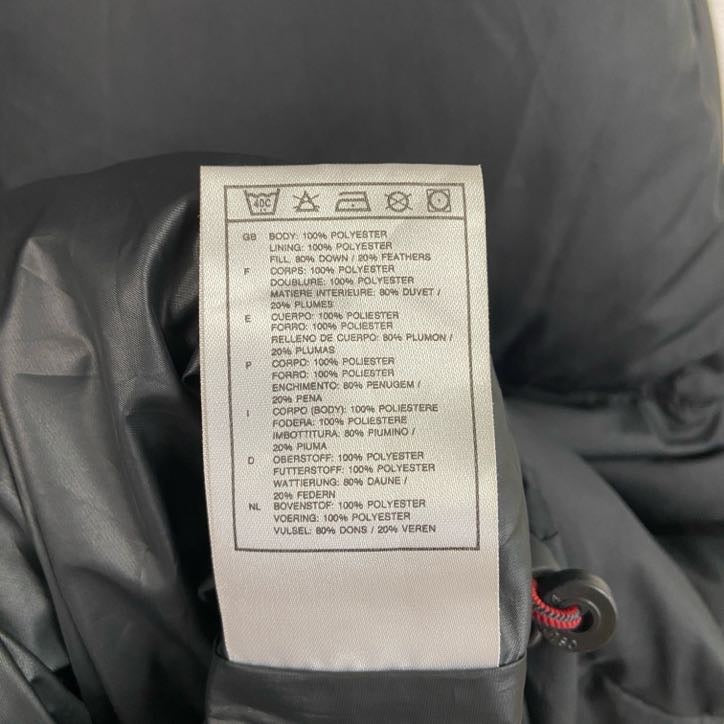 40C
GB BODY: 100% POLYESTER
LINING: 100% POLYESTER
FILL, 80% DOWN / 20% FEATHERS
F CORPS: 100% POLYESTER
DOUBLURE: 100% POLYESTER
MATIERE INTERIEURE: 80% DUVET /
20% PLUMES
E CUERPO: 100% POLIESTER
FORRO: 100% POLIESTER
RELLENO DE CUERPO: 80% PLUMON /
20% PLUMAS
P CORPO: 100% POLIESTER
FORRO: 100% POLIESTER
ENCHIMENTO: 80% PENUGEM /
20% PENA
I CORPO (BODY): 100% POLIESTERE
FODERA: 100% POLIESTERE
IMBOTTITURA: 80% PIUMINO /
20% PIUMA
D OBERSTOFF: 100% POLYESTER
FUTTERSTOFF: 100% POLYESTER
WATTIERUNG: 80% DAUNE /
20% FEDERN
NL BOVENSTOF: 100% POLYESTER
VOERING: 100% POLYESTER
VULSEL: 80% DONS / 20% VEREN